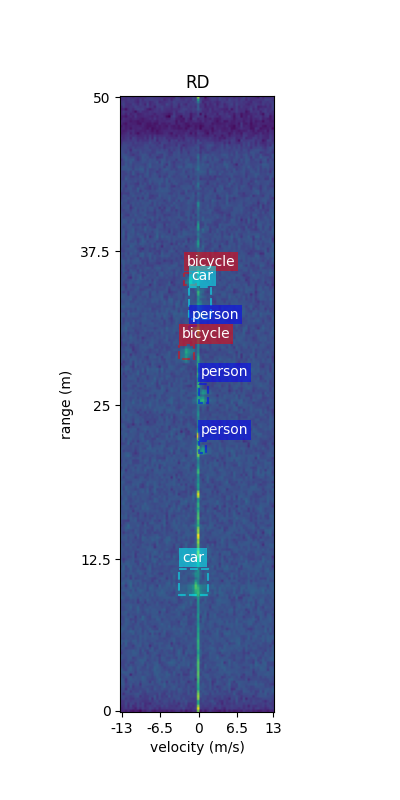 RD
50
37.5
25
12.5
0
range (m)
bicycle
car
person
bicycle
person
person
car
-13
-6.5
0
6.5
13
velocity (m/s)